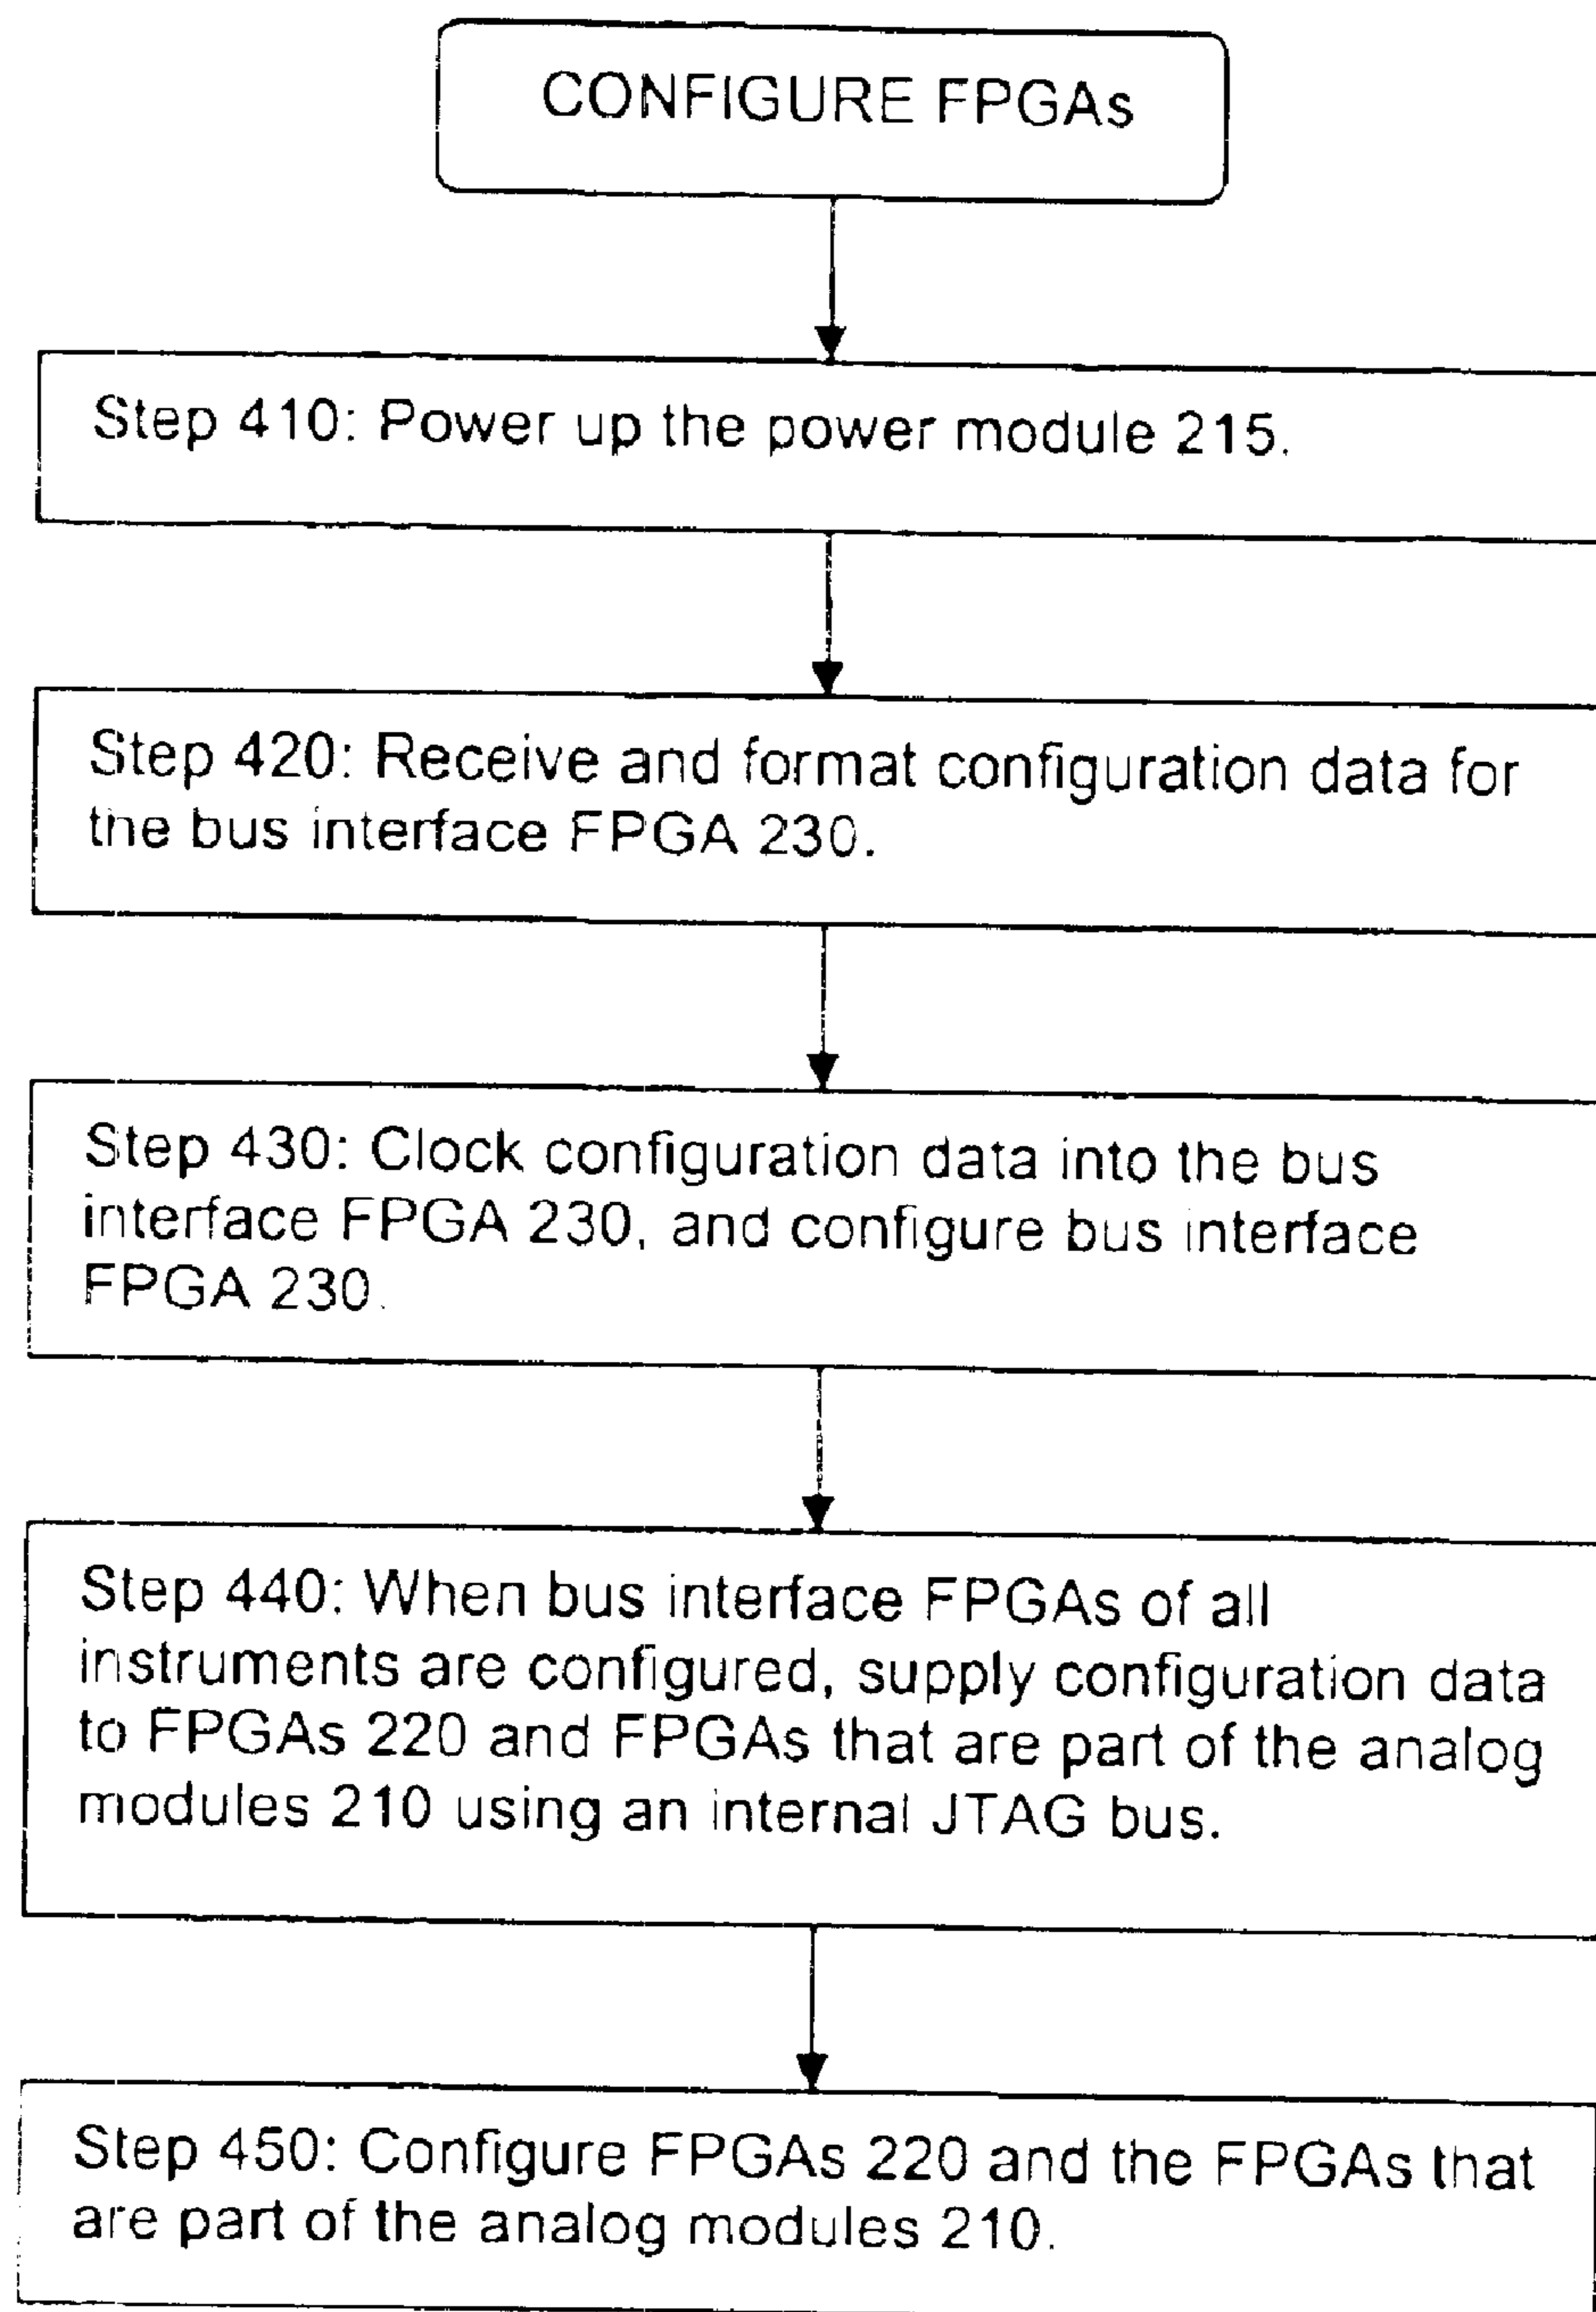 CONFIGURE FPGAs
Step 410: Power up the power module 215.
Step 420: Receive and format configuration data for
the bus interface FPGA 230.
Step 430: Clock configuration data into the bus
interface FPGA 230, and configure bus interface
FPGA 230.
Step 440: When bus interface FPGAs of all
instruments are configured, supply configuration data
to FPGAs 220 and FPGAs that are part of the analog
modules 210 using an internal JTAG bus.
Step 450: Configure FPGAs 220 and the FPGAs that
are part of the analog modules 210.